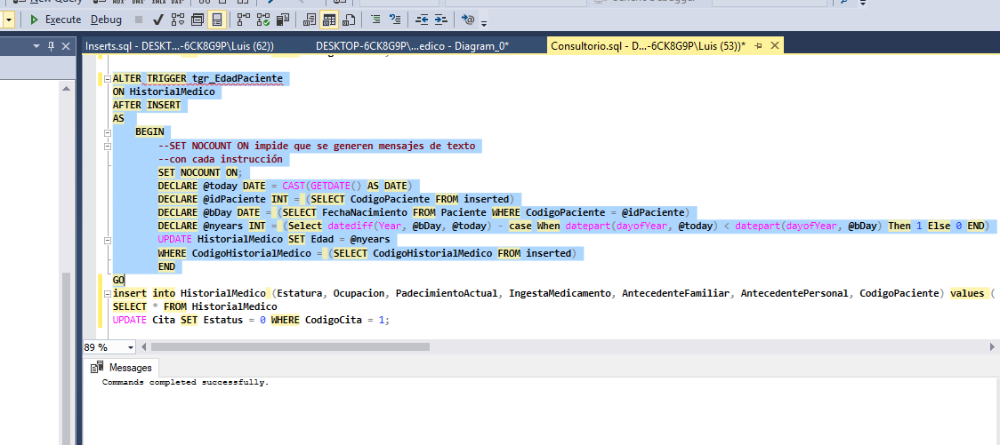 Execute Debug
Inserts.sql - DESKT...-6CK8G9P\Luis (62)) DESKTOP-6CK8G9P\...edico - Diagram_0* Consultorio.sql - D...-6CK8G9P\Luis (53))*
ALTER TRIGGER tgr_EdadPaciente
ON HistorialMedico
AFTER INSERT
AS
BEGIN
--SET NOCOUNT ON impide que se generen mensajes de texto
--con cada instrucción
SET NOCOUNT ON;
DECLARE @today DATE = CAST(GETDATE() AS DATE)
DECLARE @idPaciente INT = (SELECT CodigoPaciente FROM inserted)
DECLARE @bDay DATE = (SELECT FechaNacimiento FROM Paciente WHERE CodigoPaciente = @idPaciente)
DECLARE @nyears INT = (Select datediff(Year, @bDay, @today) - case When datepart(dayofYear, @today) < datepart(dayofYear, @bDay) Then 1 Else 0 END)
UPDATE HistorialMedico SET Edad = @nyears
WHERE CodigoHistorialMedico = (SELECT CodigoHistorialMedico FROM inserted)
END
GO
insert into HistorialMedico (Estatura, Ocupacion, PadecimientoActual, IngestaMedicamento, AntecedenteFamiliar, AntecedentePersonal, CodigoPaciente) values (
SELECT * FROM HistorialMedico
UPDATE Cita SET Estatus = 0 WHERE CodigoCita = 1;
89 %
Messages
Commands completed successfully.